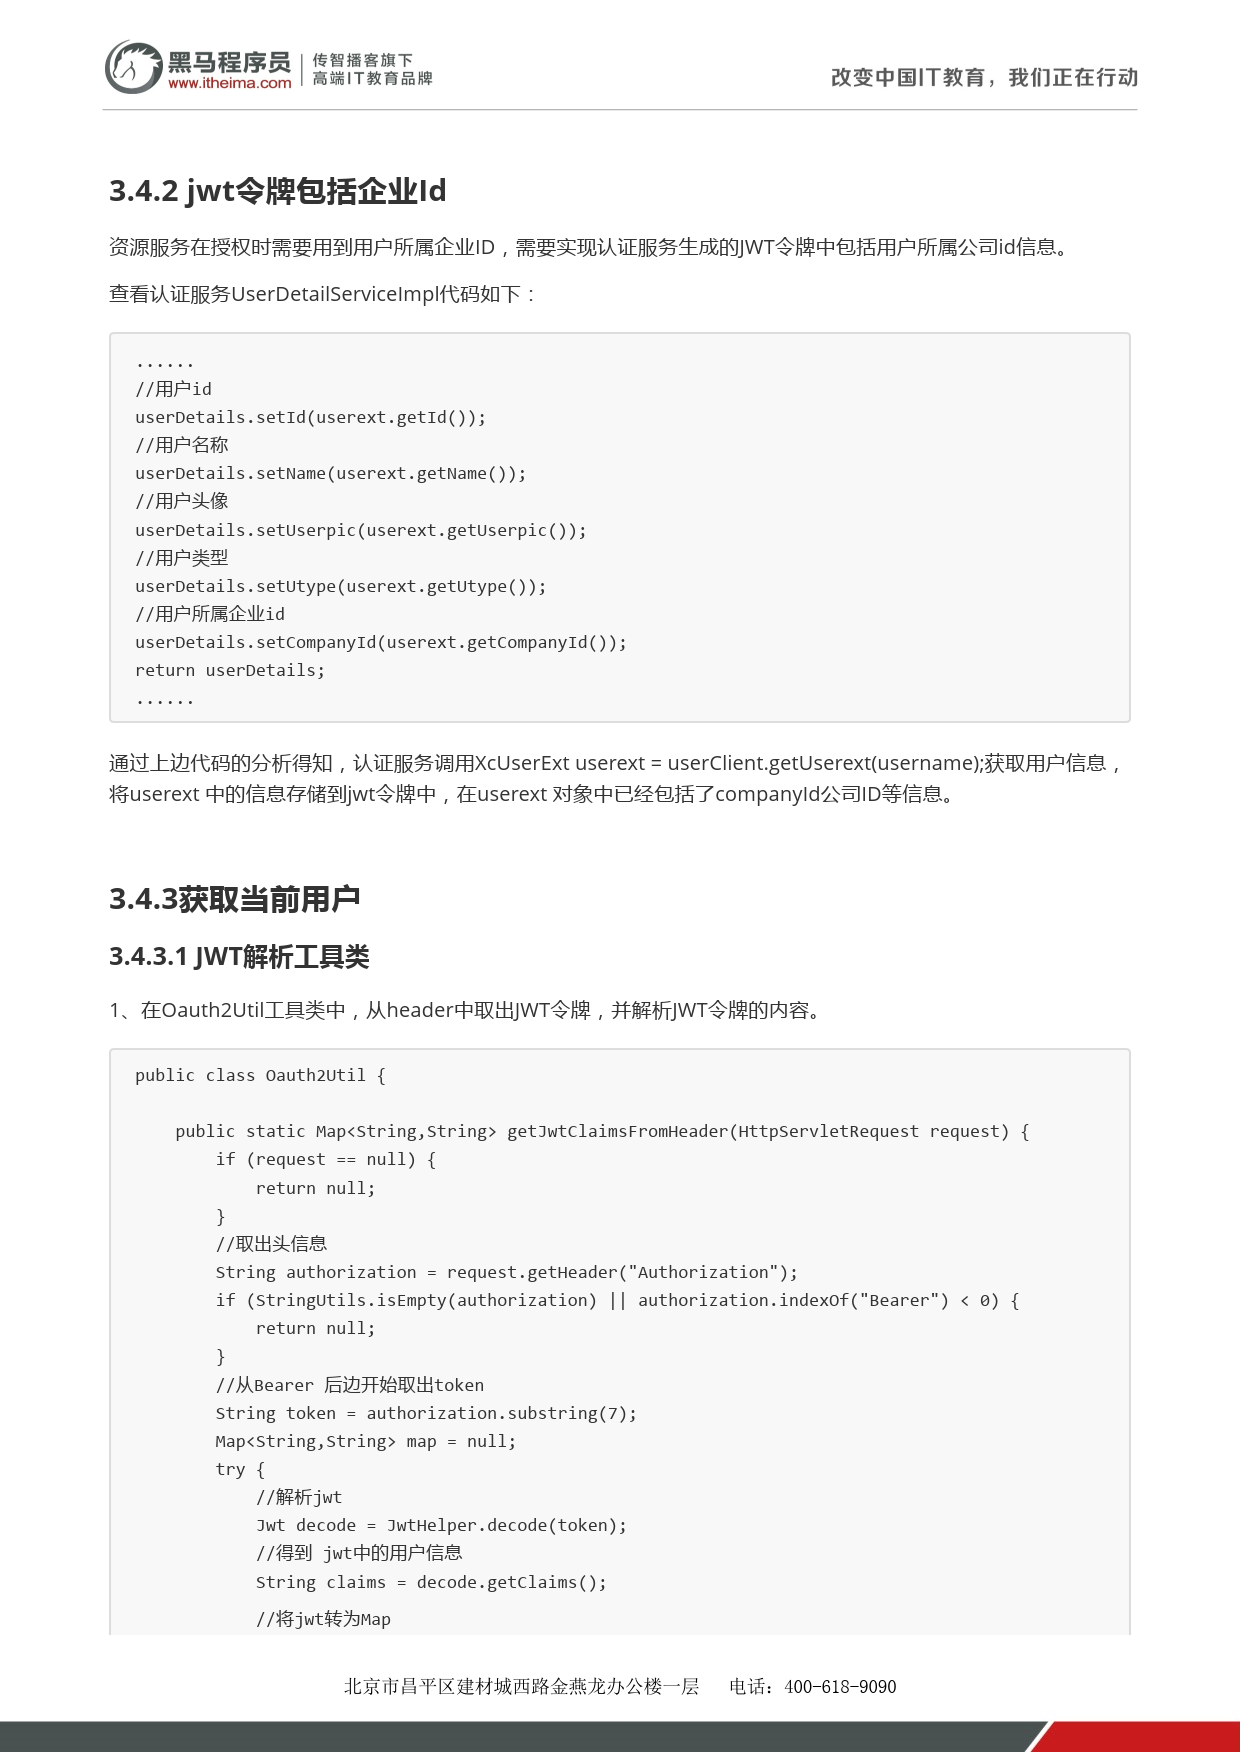 黑马程序员
www.itheima.com
传智播客旗下
高端IT教育品牌
改变中国IT教育，我们正在行动
3.4.2 jwt令牌包括企业Id
资源服务在授权时需要用到用户所属企业ID，需要实现认证服务生成的JWT令牌中包括用户所属公司id信息。
查看认证服务UserDetailServiceImpl代码如下：
......
//用户id
userDetails.setId(userext.getId());
//用户名称
userDetails.setName(userext.getName());
//用户头像
userDetails.setUserpic(userext.getUserpic());
//用户类型
userDetails.setUtype(userext.getUtype());
//用户所属企业id
userDetails.setCompanyId(userext.getCompanyId());
return userDetails;
......
通过上边代码的分析得知，认证服务调用XcUserExt userext = userClient.getUserext(username);获取用户信息，
将userext 中的信息存储到jwt令牌中，在userext 对象中已经包括了companyId公司ID等信息。
3.4.3获取当前用户
3.4.3.1 JWT解析工具类
1、在Oauth2Util工具类中，从header中取出JWT令牌，并解析JWT令牌的内容。
public class Oauth2Util {
    public static Map<String,String> getJwtClaimsFromHeader(HttpServletRequest request) {
        if (request == null) {
            return null;
        }
        //取出头信息
        String authorization = request.getHeader("Authorization");
        if (StringUtils.isEmpty(authorization) || authorization.indexOf("Bearer") < 0) {
            return null;
        }
        //从Bearer 后边开始取出token
        String token = authorization.substring(7);
        Map<String,String> map = null;
        try {
            //解析jwt
            Jwt decode = JwtHelper.decode(token);
            //得到 jwt中的用户信息
            String claims = decode.getClaims();
            //将jwt转为Map
北京市昌平区建材城西路金燕龙办公楼一层 电话：400-618-9090